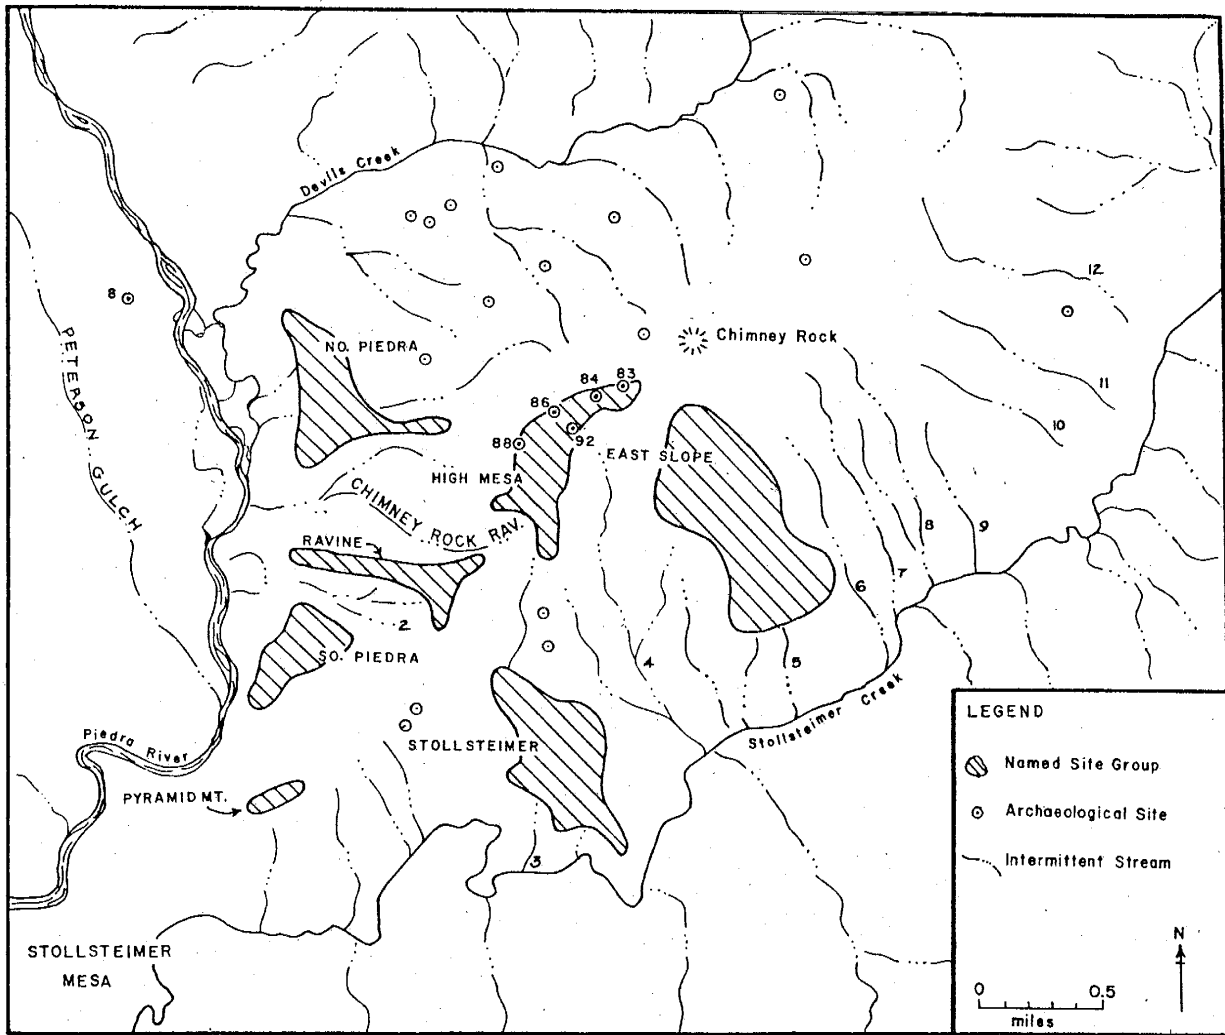 Devils Creek
12
8
Chimney Rock
PETERSON GULCH
NO. PIEDRA
83
84
11
86
10
92
88
EAST SLOPE
HIGH MESA
CHIMNEY ROCK RAV.
8
9
RAVINE
7
6
2
SO. PIEDRA
4
5
Stollsteimer Creek
Piedra River
STOLLSTEIMER
PYRAMID MT.
3
STOLLSTEIMER
MESA
LEGEND
Named Site Group
Archaeological Site
Intermittent Stream
N
0 0.5
miles